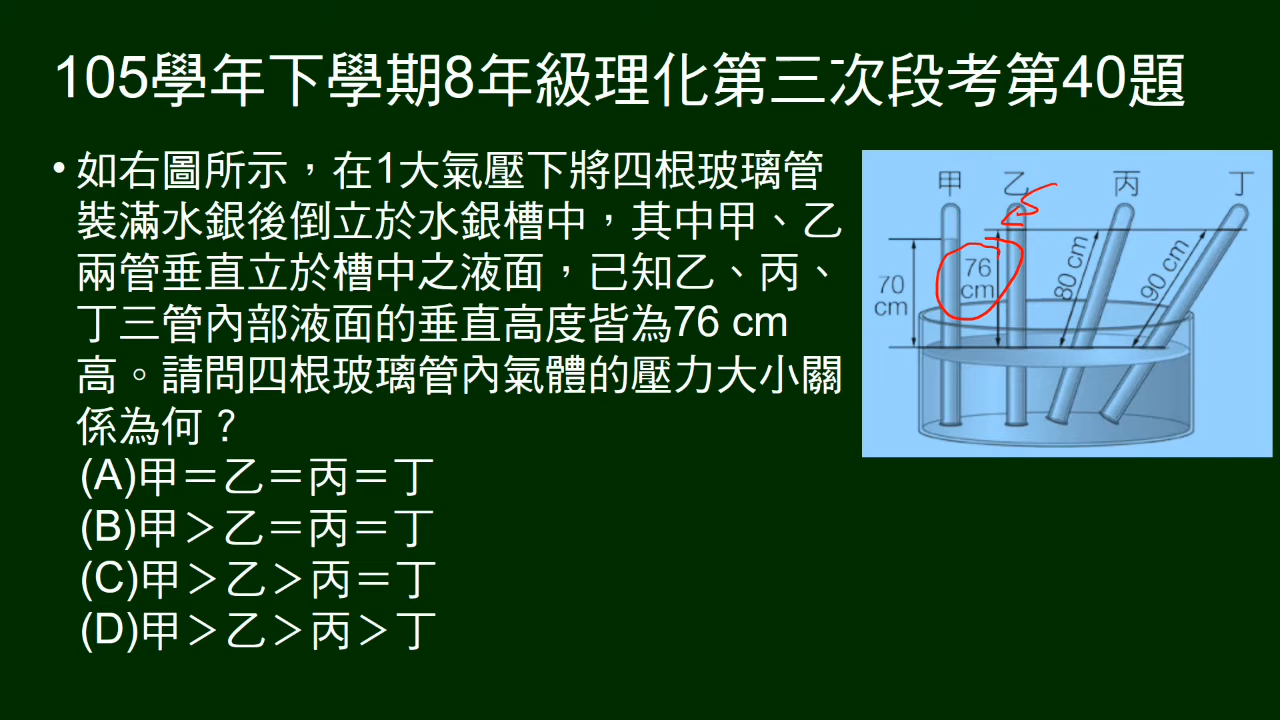 105學年下學期8年級理化第三次段考第40題
• 如右圖所示，在1大氣壓下將四根玻璃管
裝滿水銀後倒立於水銀槽中，其中甲、乙
兩管垂直立於槽中之液面，已知乙、丙、
丁三管內部液面的垂直高度皆為76 cm
高。請問四根玻璃管內氣體的壓力大小關
係為何？
(A)甲＝乙＝丙＝丁
(B)甲＞乙＝丙＝丁
(C)甲＞乙＞丙＝丁
(D)甲＞乙＞丙＞丁
甲 乙 丙 丁
70
cm
76
cm
80 cm
90 cm